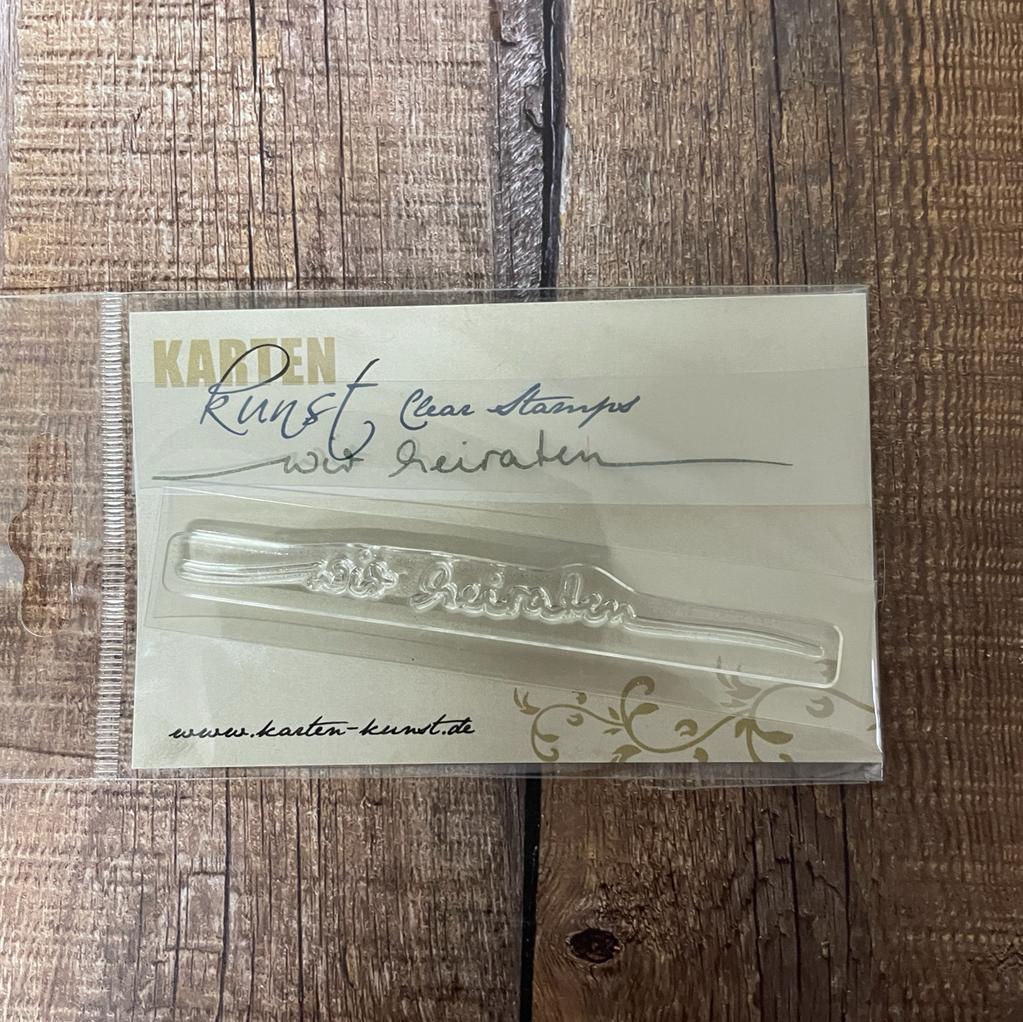 KARTEN
kunst Clear Stamps
wir heiraten
wir heiraten
www.karten-kunst.de